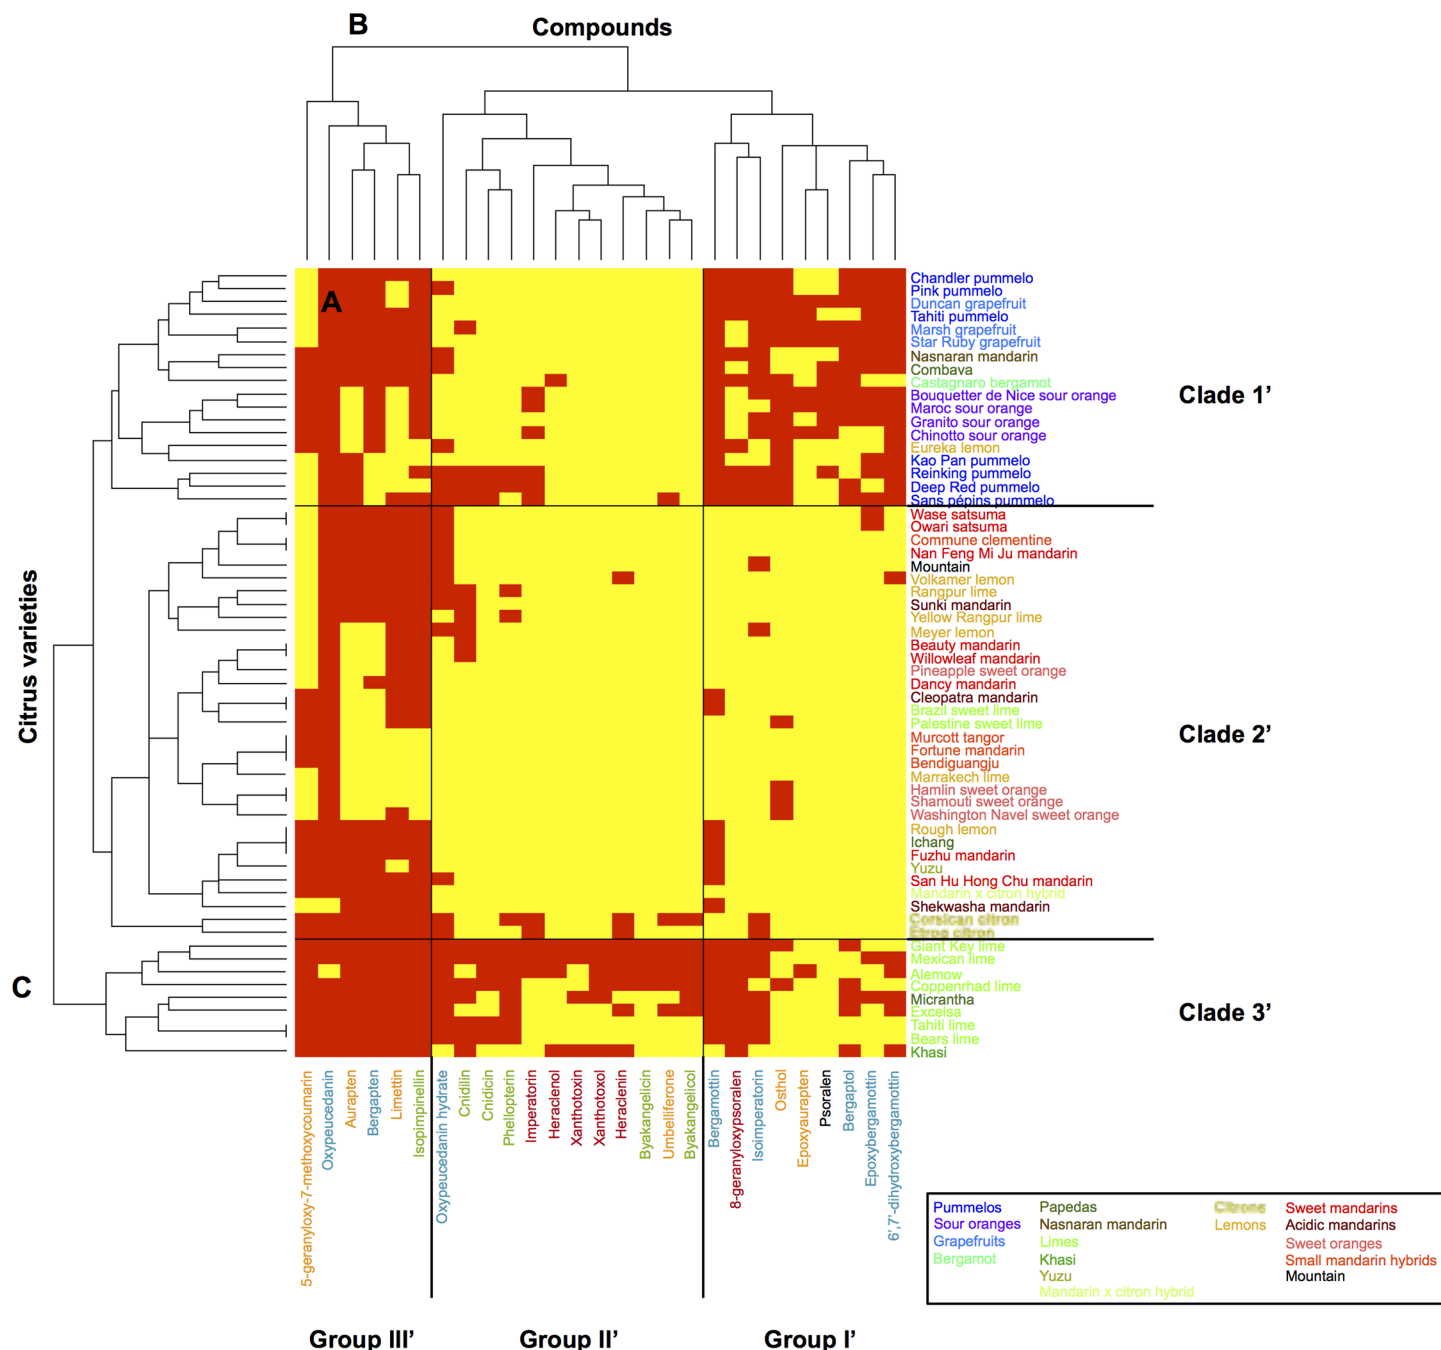 B
Compounds
A
C
Citrus varieties
Chandler pummelo
Pink pummelo
Duncan grapefruit
Tahiti pummelo
Marsh grapefruit
Star Ruby grapefruit
Nasnaran mandarin
Combava
Castagnaro bergamot
Bouquetter de Nice sour orange
Maroc sour orange
Granito sour orange
Chinotto sour orange
Eureka lemon
Kao Pan pummelo
Reinking pummelo
Deep Red pummelo
Sans pépins pummelo
Wase satsuma
Owari satsuma
Commune clementine
Nan Feng Mi Ju mandarin
Mountain
Volkamer lemon
Rangpur lime
Sunki mandarin
Yellow Rangpur lime
Meyer lemon
Beauty mandarin
Willowleaf mandarin
Pineapple sweet orange
Dancy mandarin
Cleopatra mandarin
Brazil sweet lime
Palestine sweet lime
Murcott tangor
Fortune mandarin
Bendiguangju
Marrakech lime
Hamlin sweet orange
Shamouti sweet orange
Washington Navel sweet orange
Rough lemon
Ichang
Fuzhu mandarin
Yuzu
San Hu Hong Chu mandarin
Mandarin x citron hybrid
Shekwasha mandarin
Corsican citron
Etrog citron
Giant Key lime
Mexican lime
Alemow
Coppenrhad lime
Micrantha
Excelsa
Tahiti lime
Bears lime
Khasi
Clade 1’
Clade 2’
Clade 3’
5-geranyloxy-7-methoxycoumarin
Oxypeucedanin
Aurapten
Bergapten
Limettin
Isopimpinellin
Oxypeucedanin hydrate
Cnidilin
Cnidicin
Phellopterin
Imperatorin
Heraclenol
Xanthotoxin
Xanthotoxol
Heraclenin
Byakangelicin
Umbelliferone
Byakangelicol
Bergamottin
8-geranyloxypsoralen
Isoimperatorin
Osthol
Epoxyaurapten
Psoralen
Bergaptol
Epoxybergamottin
6’,7’-dihydroxybergamottin
Group III’
Group II’
Group I’
Pummelos
Sour oranges
Grapefruits
Bergamot
Papedas
Nasnaran mandarin
Limes
Khasi
Yuzu
Mandarin x citron hybrid
Citrons
Lemons
Sweet mandarins
Acidic mandarins
Sweet oranges
Small mandarin hybrids
Mountain